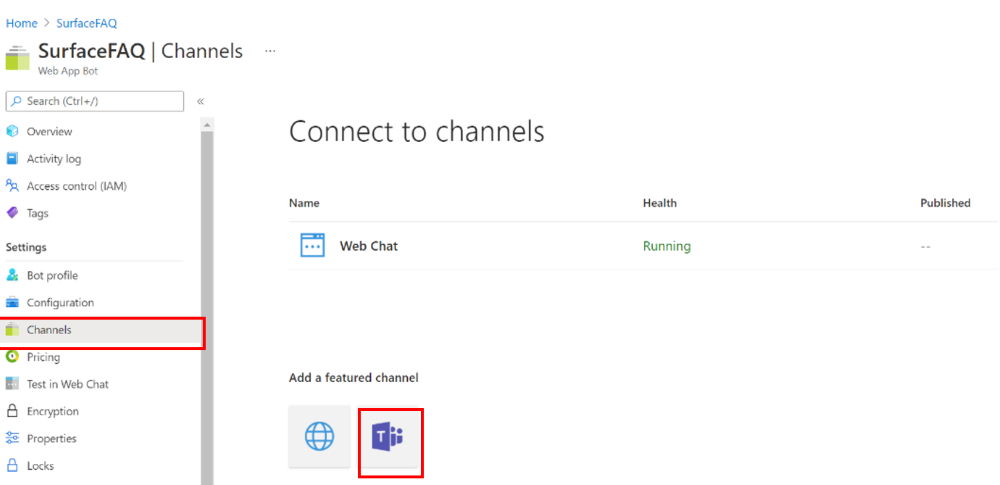 Home > SurfaceFAQ
SurfaceFAQ | Channels ...
Web App Bot
Search (Ctrl+/) «
Overview
Activity log
Access control (IAM)
Tags
Settings
Bot profile
Configuration
Channels
Pricing
Test in Web Chat
Encryption
Properties
Locks
Connect to channels
Name Health Published
Web Chat Running --
Add a featured channel
T